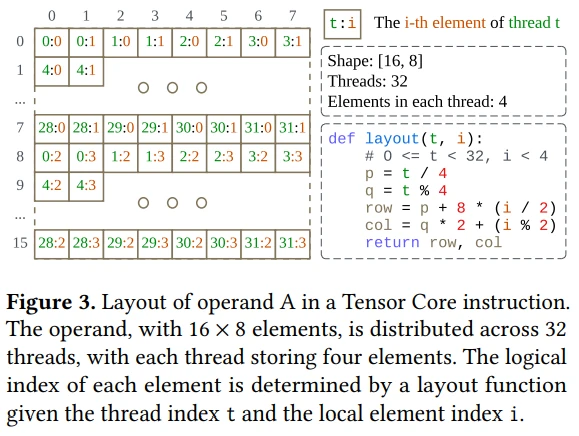 0 1 2 3 4 5 6 7
t:i The i-th element of thread t
0 0:0 0:1 1:0 1:1 2:0 2:1 3:0 3:1
1 4:0 4:1
...
7 28:0 28:1 29:0 29:1 30:0 30:1 31:0 31:1
8 0:2 0:3 1:2 1:3 2:2 2:3 3:2 3:3
9 4:2 4:3
...
15 28:2 28:3 29:2 29:3 30:2 30:3 31:2 31:3
Shape: [16, 8]
Threads: 32
Elements in each thread: 4
def layout(t, i):
# 0 <= t < 32, i < 4
p = t / 4
q = t % 4
row = p + 8 * (i / 2)
col = q * 2 + (i % 2)
return row, col
Figure 3. Layout of operand A in a Tensor Core instruction.
The operand, with 16 × 8 elements, is distributed across 32
threads, with each thread storing four elements. The logical
index of each element is determined by a layout function
given the thread index t and the local element index i.